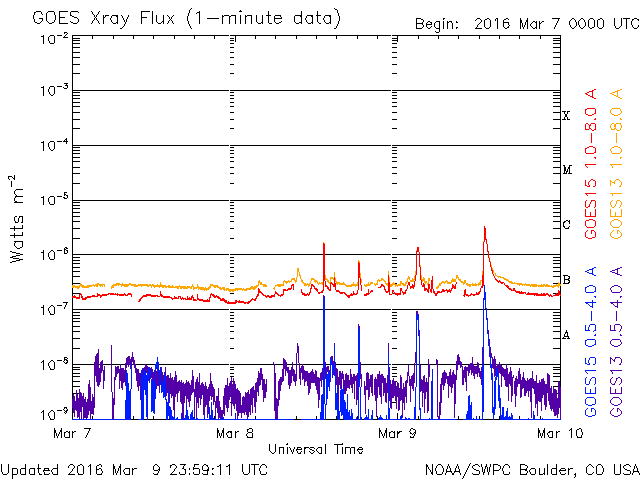 GOES Xray Flux (1-minute data)
Begin: 2016 Mar 7 0000 UTC
10⁻²
10⁻³
10⁻⁴
10⁻⁵
10⁻⁶
10⁻⁷
10⁻⁸
10⁻⁹
Watts m⁻²
X
M
C
B
A
GOES15 1.0-8.0 A
GOES13 1.0-8.0 A
GOES15 0.5-4.0 A
GOES13 0.5-4.0 A
Mar 7
Mar 8
Mar 9
Mar 10
Universal Time
Updated 2016 Mar 9 23:59:11 UTC
NOAA/SWPC Boulder, CO USA